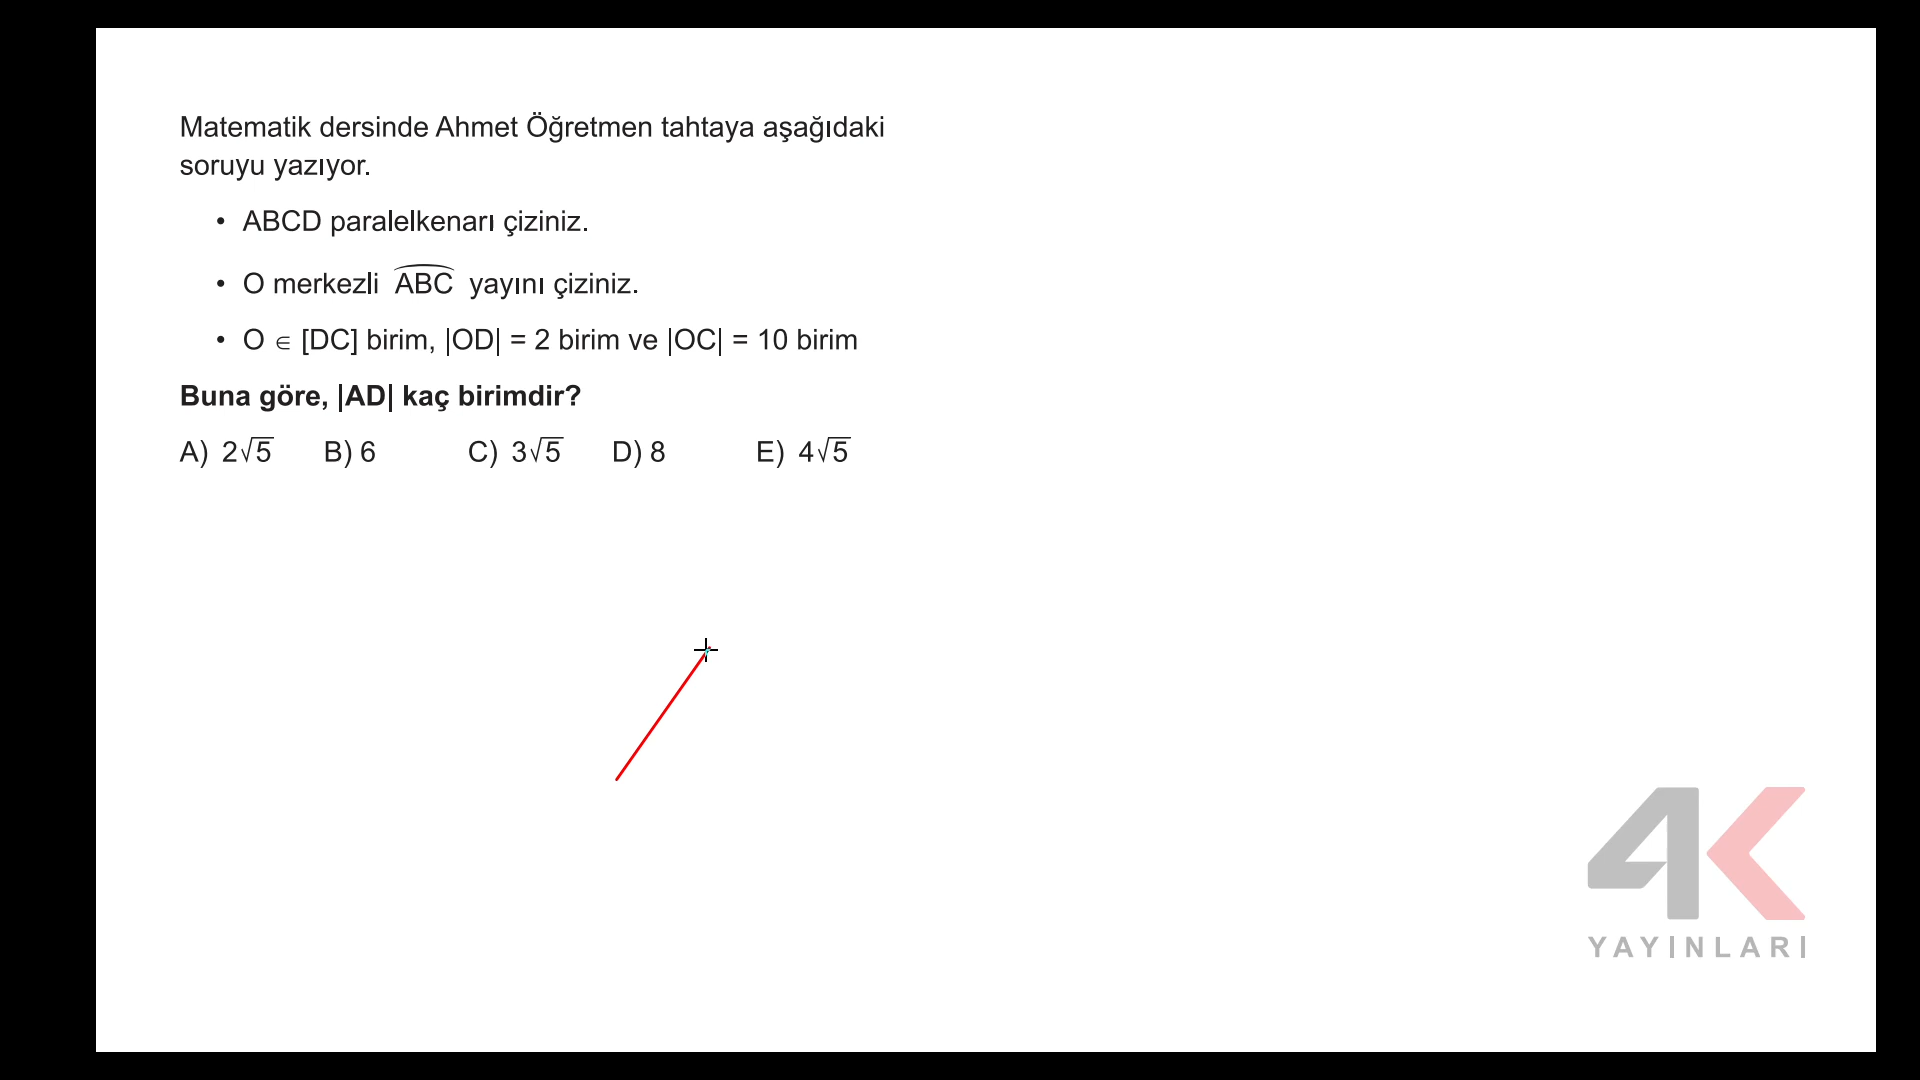 Matematik dersinde Ahmet Öğretmen tahtaya aşağıdaki
soruyu yazıyor.
• ABCD paralelkenarı çiziniz.
• O merkezli ABC yayını çiziniz.
• O ∈ [DC] birim, |OD| = 2 birim ve |OC| = 10 birim
Buna göre, |AD| kaç birimdir?
A) 2√5 B) 6 C) 3√5 D) 8 E) 4√5
4K
YAYINLARI